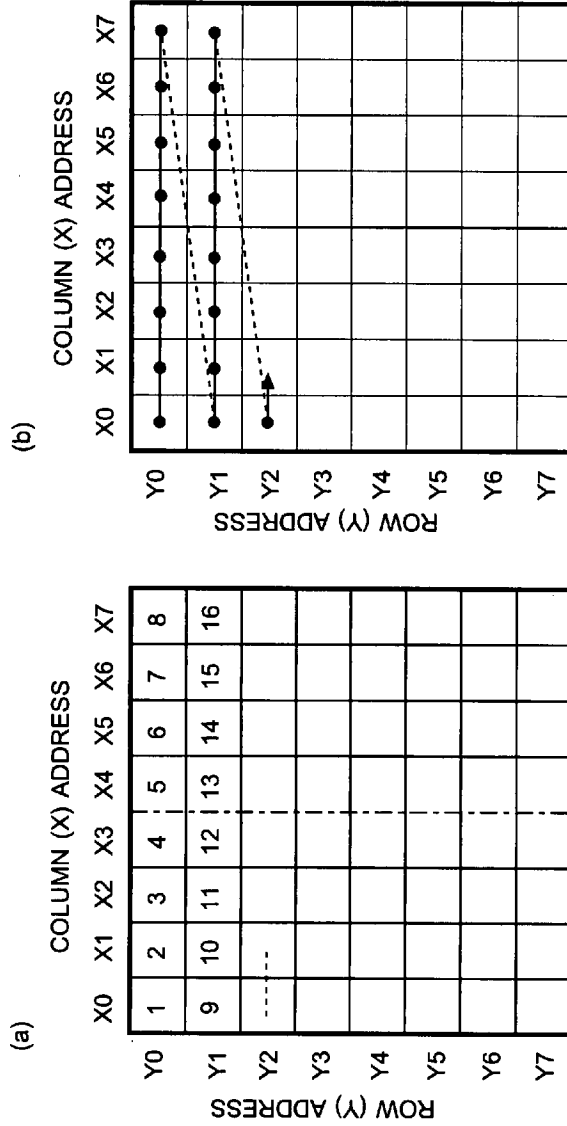 (a)
COLUMN (X) ADDRESS
X0 X1 X2 X3 X4 X5 X6 X7
ROW (Y) ADDRESS
Y0 1 2 3 4 5 6 7 8
Y1 9 10 11 12 13 14 15 16
Y2
Y3
Y4
Y5
Y6
Y7
(b)
COLUMN (X) ADDRESS
X0 X1 X2 X3 X4 X5 X6 X7
ROW (Y) ADDRESS
Y0
Y1
Y2
Y3
Y4
Y5
Y6
Y7